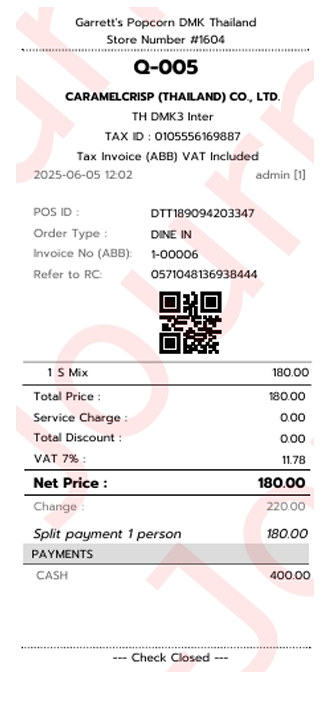 Garrett's Popcorn DMK Thailand
Store Number #1604
Q-005
CARAMELCRISP (THAILAND) CO., LTD.
TH DMK3 Inter
TAX ID : 0105556169887
Tax Invoice (ABB) VAT Included
2025-06-05 12:02 admin [1]
POS ID : DTT189094203347
Order Type : DINE IN
Invoice No (ABB): 1-00006
Refer to RC: 0571048136938444
1 S Mix 180.00
Total Price : 180.00
Service Charge : 0.00
Total Discount : 0.00
VAT 7% : 11.78
Net Price : 180.00
Change : 220.00
Split payment 1 person 180.00
PAYMENTS
CASH 400.00
--- Check Closed ---